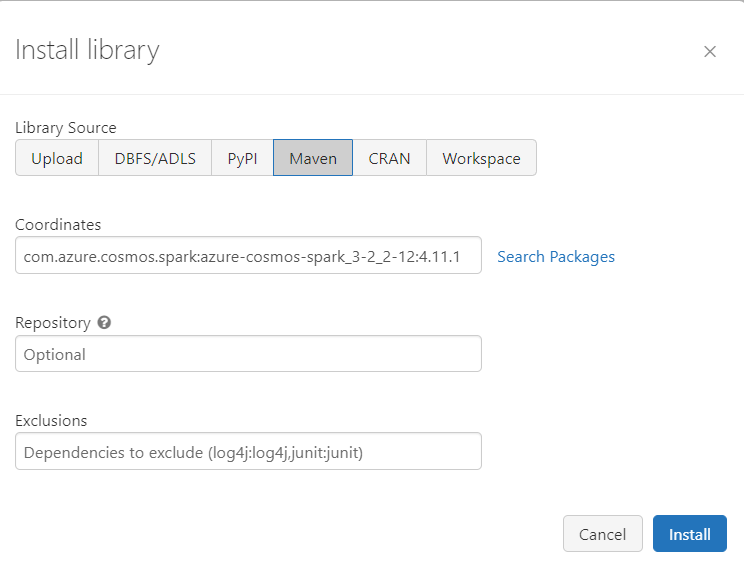 Install library
Library Source
Upload DBFS/ADLS PyPI Maven CRAN Workspace
Coordinates
com.azure.cosmos.spark:azure-cosmos-spark_3-2_2-12:4.11.1 Search Packages
Repository ?
Optional
Exclusions
Dependencies to exclude (log4j:log4j,junit:junit)
Cancel Install